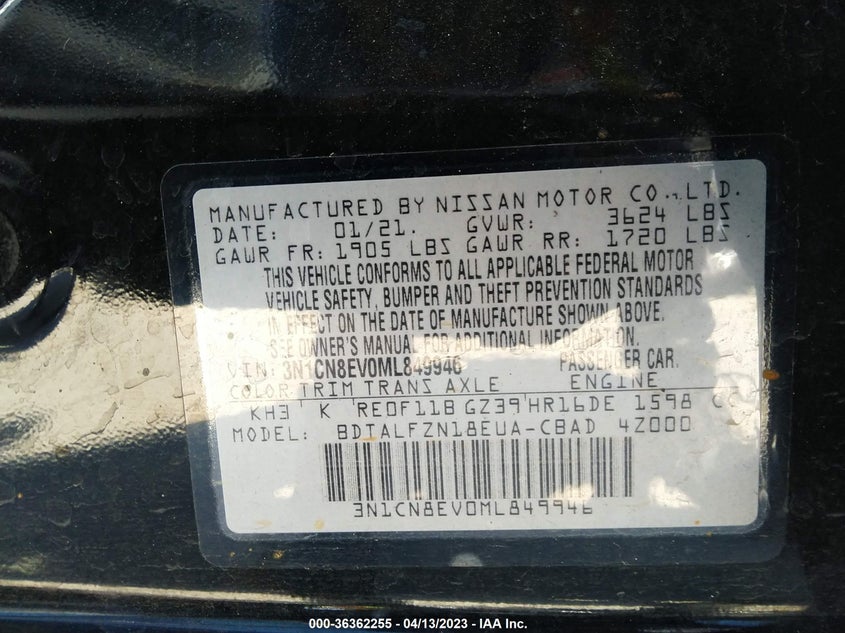 MANUFACTURED BY NISSAN MOTOR CO., LTD.
DATE: 01/21. GVWR: 3624 LBS
GAWR FR: 1905 LBS GAWR RR: 1720 LBS
THIS VEHICLE CONFORMS TO ALL APPLICABLE FEDERAL MOTOR
VEHICLE SAFETY, BUMPER AND THEFT PREVENTION STANDARDS
IN EFFECT ON THE DATE OF MANUFACTURE SHOWN ABOVE.
SEE OWNER'S MANUAL FOR ADDITIONAL INFORMATION.
VIN: 3N1CN8EV0ML849946 PASSENGER CAR.
COLOR TRIM TRANS AXLE ENGINE
KH3 K RE0F11B GZ39 HR16DE 1598 CC
MODEL: BDTALFZN18EUA-CBAD 4Z000
3N1CN8EV0ML849946
000-36362255 - 04/13/2023 - IAA Inc.